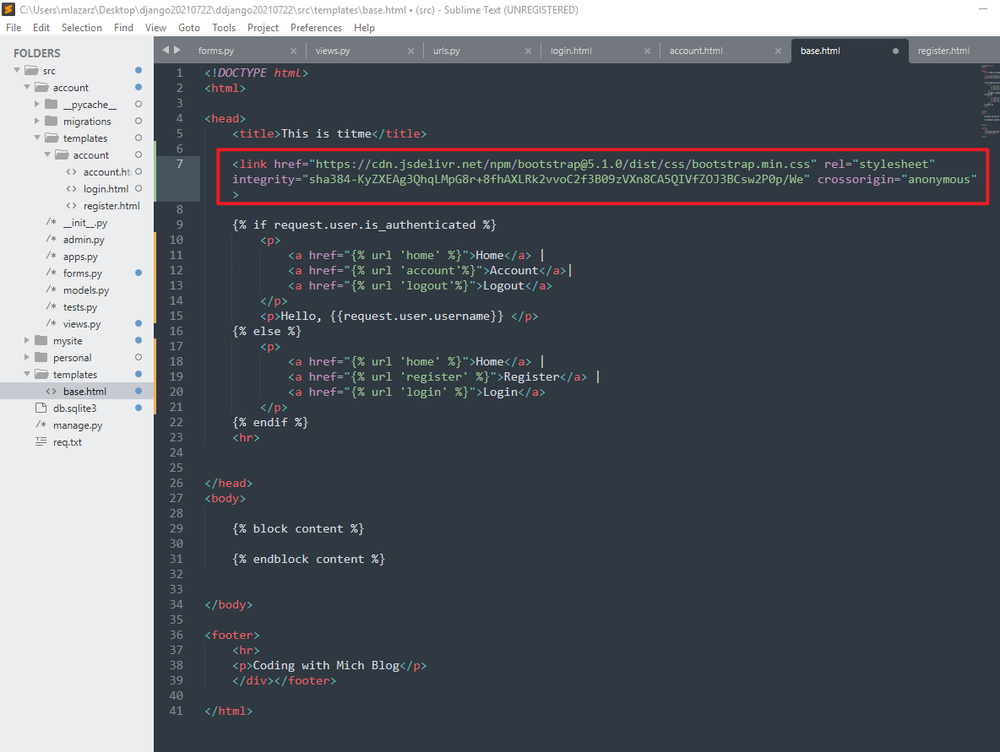 C:\Users\mlazarz\Desktop\django20210722\ddjango20210722\src\templates\base.html • (src) - Sublime Text (UNREGISTERED)
File Edit Selection Find View Goto Tools Project Preferences Help
FOLDERS
src
account
__pycache__
migrations
templates
account
account.ht
login.html
register.html
/* __init__.py
/* admin.py
/* apps.py
/* forms.py
/* models.py
/* tests.py
/* views.py
mysite
personal
templates
base.html
db.sqlite3
/* manage.py
req.txt
forms.py views.py urls.py login.html account.html base.html register.html
1 <!DOCTYPE html>
2 <html>
3
4 <head>
5 <title>This is titme</title>
6
7 <link href="https://cdn.jsdelivr.net/npm/bootstrap@5.1.0/dist/css/bootstrap.min.css" rel="stylesheet"
integrity="sha384-KyZXEAg3QhqLMpG8r+8fhAXLRk2vvoC2f3B09zVXn8CA5QIVfZOJ3BCsw2P0p/We" crossorigin="anonymous"
>
8
9 {% if request.user.is_authenticated %}
10 <p>
11 <a href="{% url 'home' %}">Home</a> |
12 <a href="{% url 'account'%}">Account</a>|
13 <a href="{% url 'logout'%}">Logout</a>
14 </p>
15 <p>Hello, {{request.user.username}} </p>
16 {% else %}
17 <p>
18 <a href="{% url 'home' %}">Home</a> |
19 <a href="{% url 'register' %}">Register</a> |
20 <a href="{% url 'login' %}">Login</a>
21 </p>
22 {% endif %}
23 <hr>
24
25
26 </head>
27 <body>
28
29 {% block content %}
30
31 {% endblock content %}
32
33
34 </body>
35
36 <footer>
37 <hr>
38 <p>Coding with Mich Blog</p>
39 </div></footer>
40
41 </html>